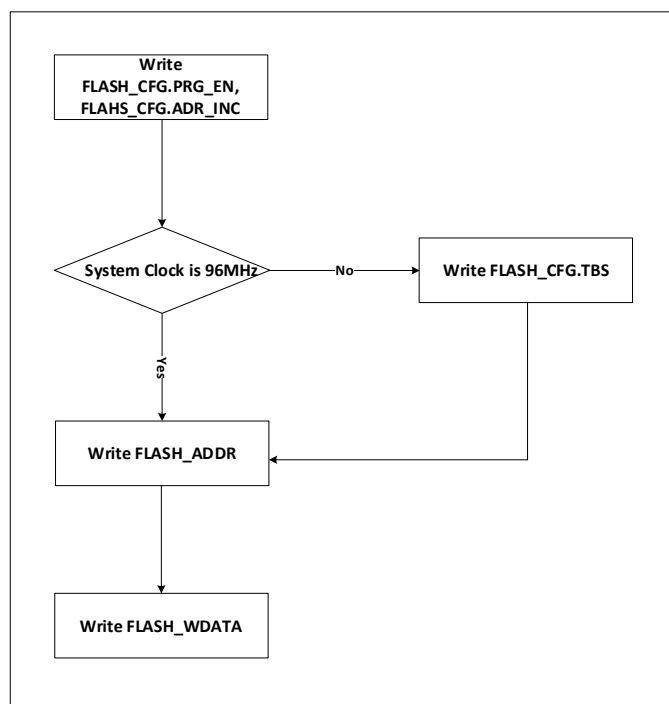 Write
FLASH_CFG.PRG_EN,
FLAHS_CFG.ADR_INC
System Clock is 96MHz
No
Write FLASH_CFG.TBS
Yes
Write FLASH_ADDR
Write FLASH_WDATA